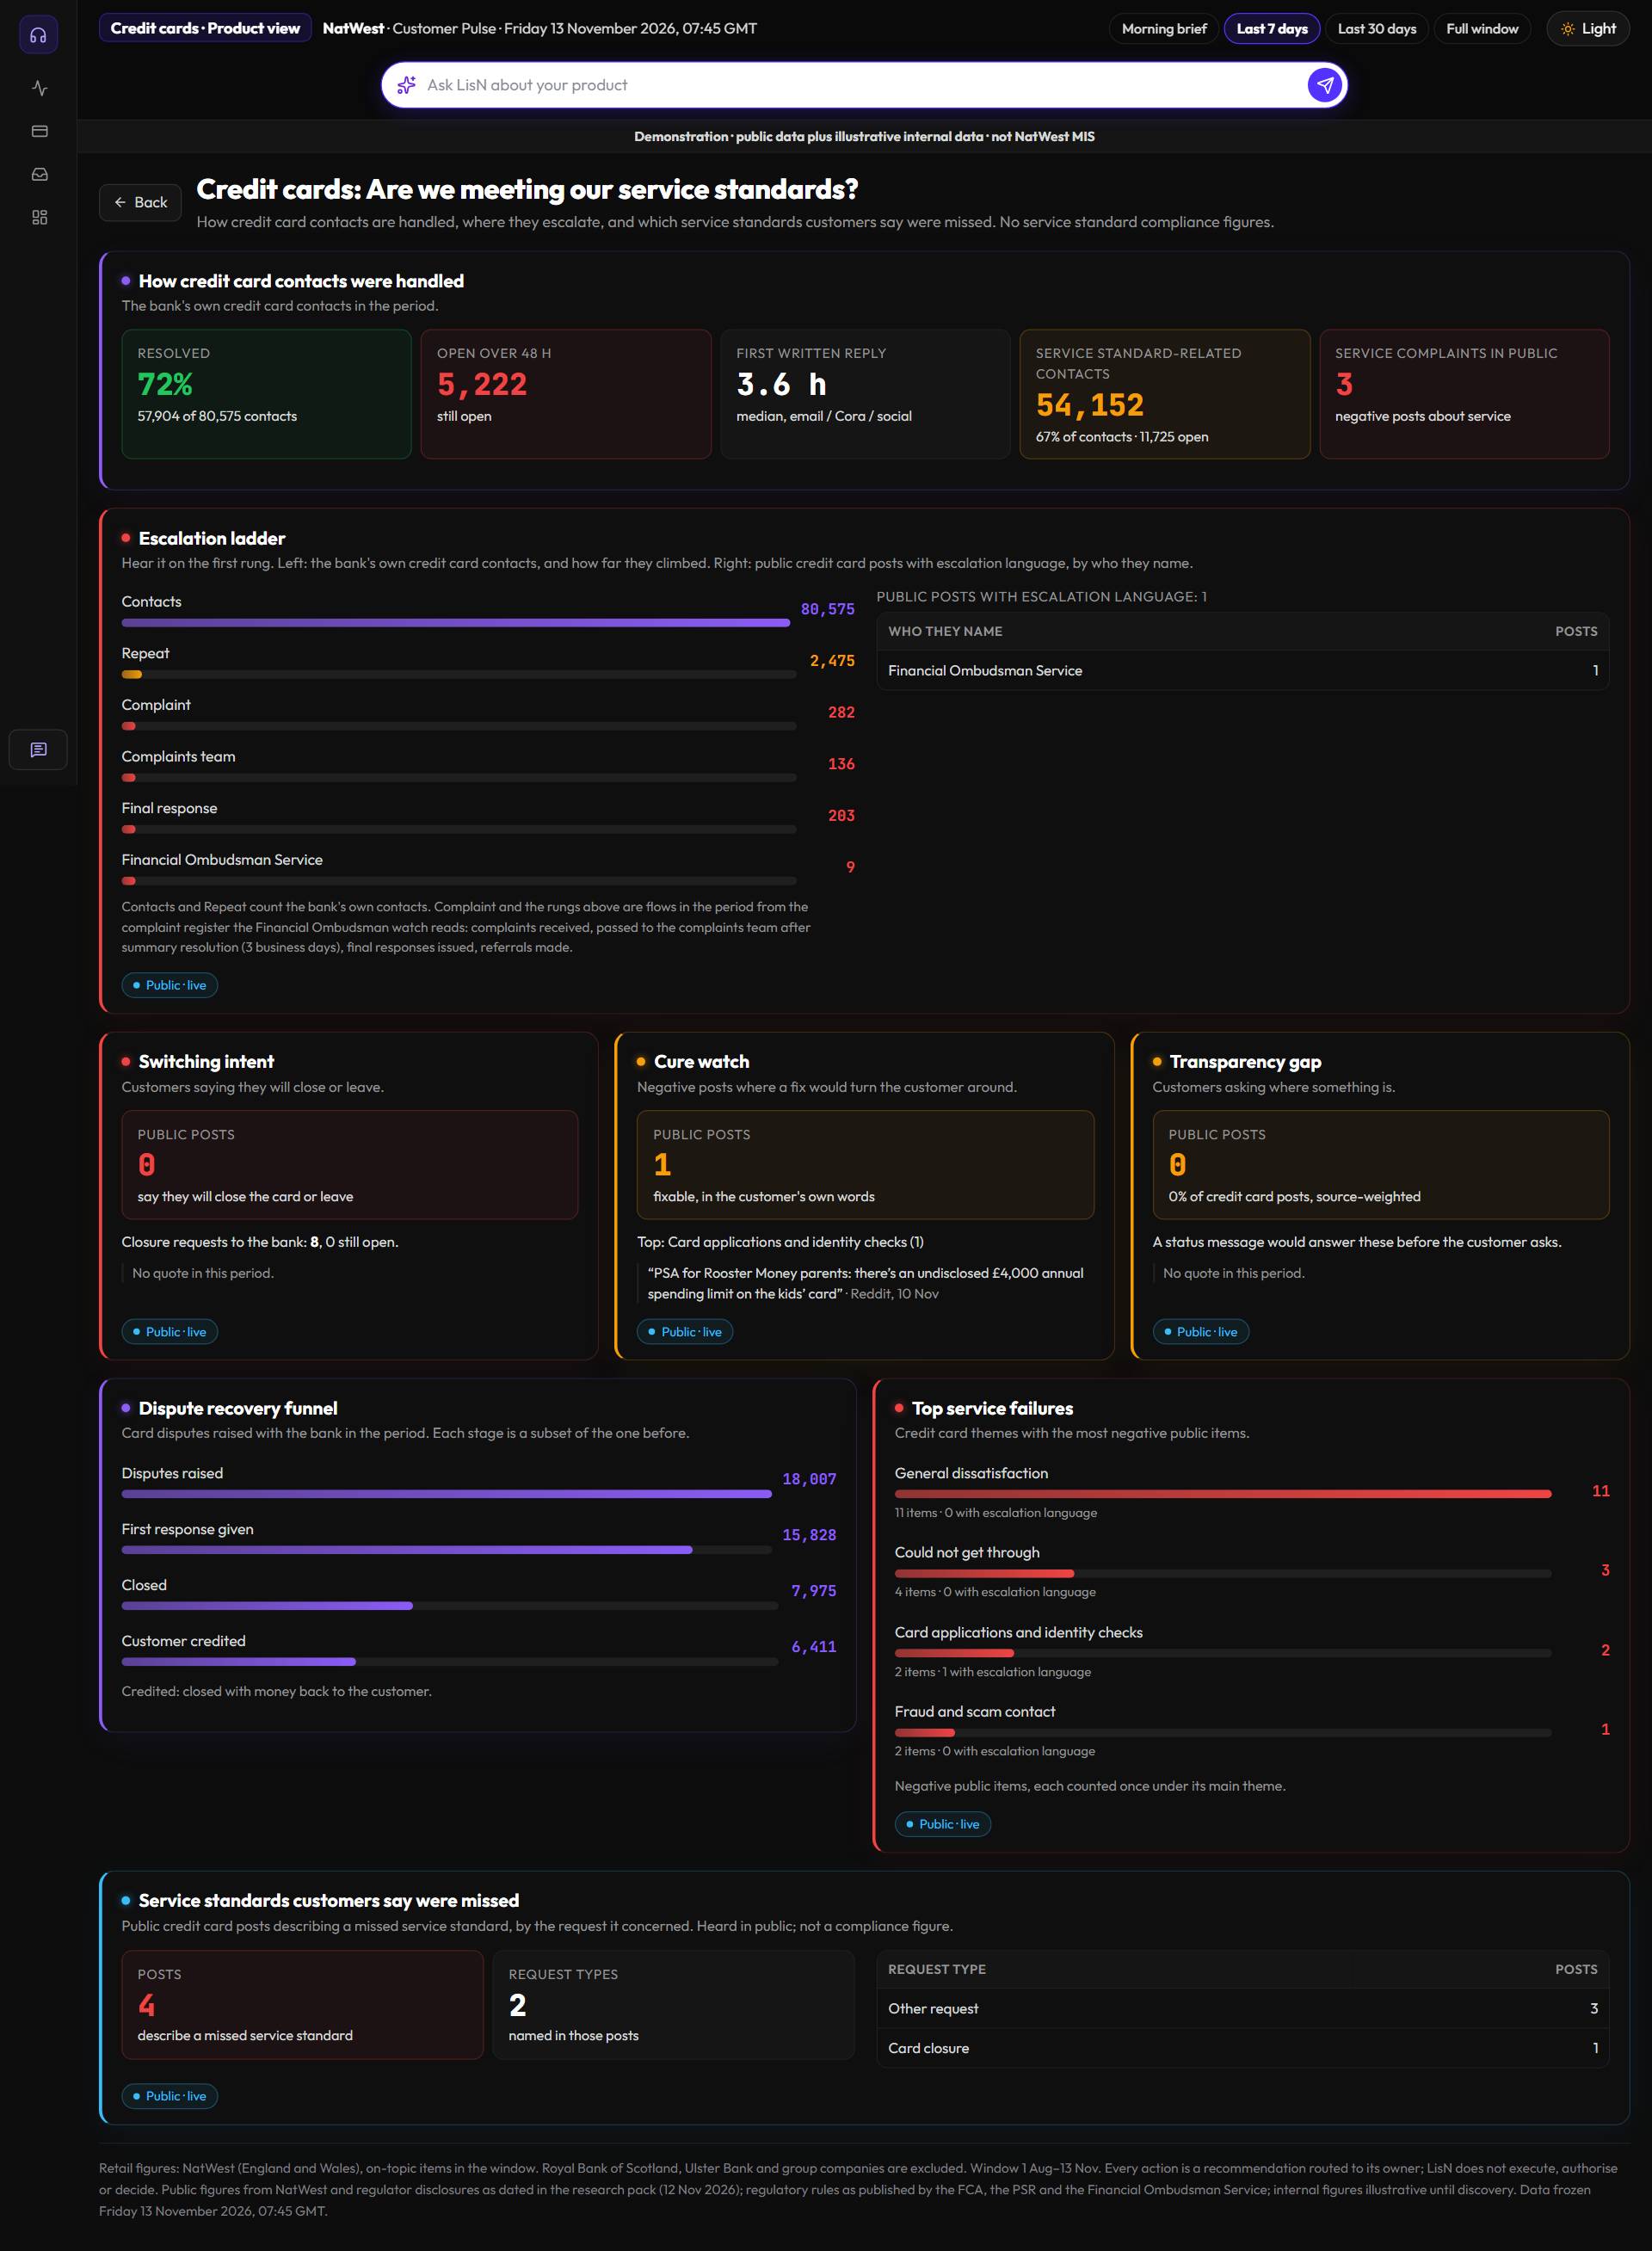 Credit cards · Product view
NatWest · Customer Pulse · Friday 13 November 2026, 07:45 GMT
Morning brief
Last 7 days
Last 30 days
Full window
Light
Ask LisN about your product
Demonstration · public data plus illustrative internal data · not NatWest MIS
Back
Credit cards: Are we meeting our service standards?
How credit card contacts are handled, where they escalate, and which service standards customers say were missed. No service standard compliance figures.
How credit card contacts were handled
The bank's own credit card contacts in the period.
RESOLVED
72%
57,904 of 80,575 contacts
OPEN OVER 48 H
5,222
still open
FIRST WRITTEN REPLY
3.6 h
median, email / Cora / social
SERVICE STANDARD-RELATED
CONTACTS
54,152
67% of contacts · 11,725 open
SERVICE COMPLAINTS IN PUBLIC
3
negative posts about service
Escalation ladder
Hear it on the first rung. Left: the bank's own credit card contacts, and how far they climbed. Right: public credit card posts with escalation language, by who they name.
Contacts
80,575
Repeat
2,475
Complaint
282
Complaints team
136
Final response
203
Financial Ombudsman Service
9
Contacts and Repeat count the bank's own contacts. Complaint and the rungs above are flows in the period from the
complaint register the Financial Ombudsman watch reads: complaints received, passed to the complaints team after
summary resolution (3 business days), final responses issued, referrals made.
Public · live
PUBLIC POSTS WITH ESCALATION LANGUAGE: 1
WHO THEY NAME POSTS
Financial Ombudsman Service 1
Switching intent
Customers saying they will close or leave.
PUBLIC POSTS
0
say they will close the card or leave
Closure requests to the bank: 8, 0 still open.
No quote in this period.
Public · live
Cure watch
Negative posts where a fix would turn the customer around.
PUBLIC POSTS
1
fixable, in the customer's own words
Top: Card applications and identity checks (1)
“PSA for Rooster Money parents: there’s an undisclosed £4,000 annual
spending limit on the kids’ card” · Reddit, 10 Nov
Public · live
Transparency gap
Customers asking where something is.
PUBLIC POSTS
0
0% of credit card posts, source-weighted
A status message would answer these before the customer asks.
No quote in this period.
Public · live
Dispute recovery funnel
Card disputes raised with the bank in the period. Each stage is a subset of the one before.
Disputes raised
18,007
First response given
15,828
Closed
7,975
Customer credited
6,411
Credited: closed with money back to the customer.
Top service failures
Credit card themes with the most negative public items.
General dissatisfaction
11
11 items · 0 with escalation language
Could not get through
3
4 items · 0 with escalation language
Card applications and identity checks
2
2 items · 1 with escalation language
Fraud and scam contact
1
2 items · 0 with escalation language
Negative public items, each counted once under its main theme.
Public · live
Service standards customers say were missed
Public credit card posts describing a missed service standard, by the request it concerned. Heard in public; not a compliance figure.
POSTS
4
describe a missed service standard
REQUEST TYPES
2
named in those posts
REQUEST TYPE POSTS
Other request 3
Card closure 1
Public · live
Retail figures: NatWest (England and Wales), on-topic items in the window. Royal Bank of Scotland, Ulster Bank and group companies are excluded. Window 1 Aug–13 Nov. Every action is a recommendation routed to its owner; LisN does not execute, authorise
or decide. Public figures from NatWest and regulator disclosures as dated in the research pack (12 Nov 2026); regulatory rules as published by the FCA, the PSR and the Financial Ombudsman Service; internal figures illustrative until discovery. Data frozen
Friday 13 November 2026, 07:45 GMT.